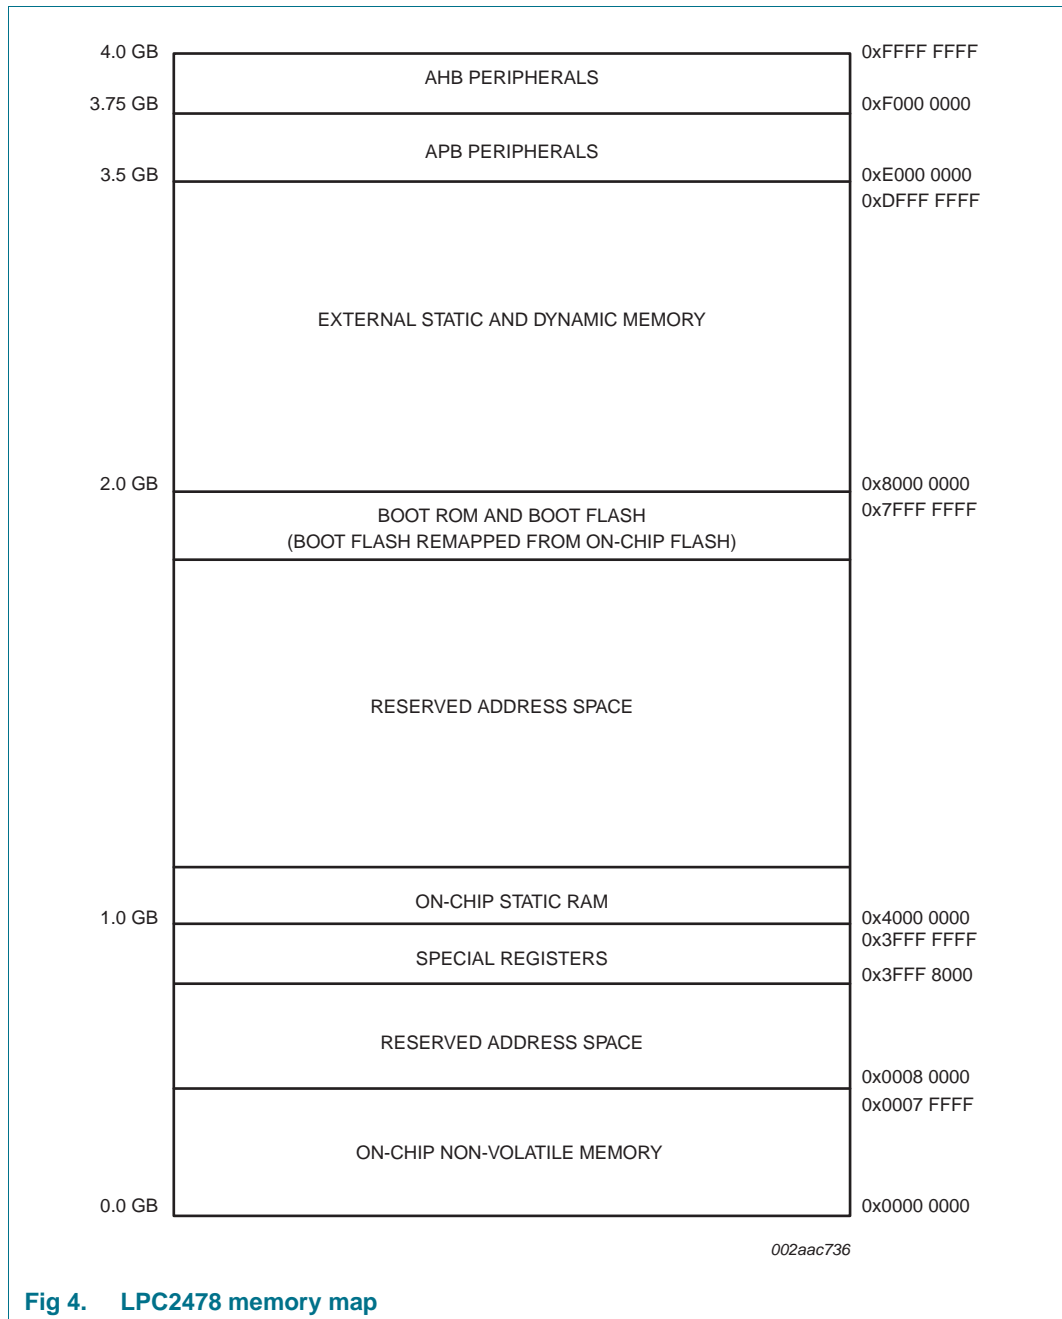 4.0 GB 0xFFFF FFFF
AHB PERIPHERALS
3.75 GB 0xF000 0000
APB PERIPHERALS
3.5 GB 0xE000 0000
0xDFFF FFFF
EXTERNAL STATIC AND DYNAMIC MEMORY
2.0 GB 0x8000 0000
0x7FFF FFFF
BOOT ROM AND BOOT FLASH
(BOOT FLASH REMAPPED FROM ON-CHIP FLASH)
RESERVED ADDRESS SPACE
ON-CHIP STATIC RAM
1.0 GB 0x4000 0000
0x3FFF FFFF
SPECIAL REGISTERS
0x3FFF 8000
RESERVED ADDRESS SPACE
0x0008 0000
0x0007 FFFF
ON-CHIP NON-VOLATILE MEMORY
0.0 GB 0x0000 0000
002aac736
Fig 4. LPC2478 memory map